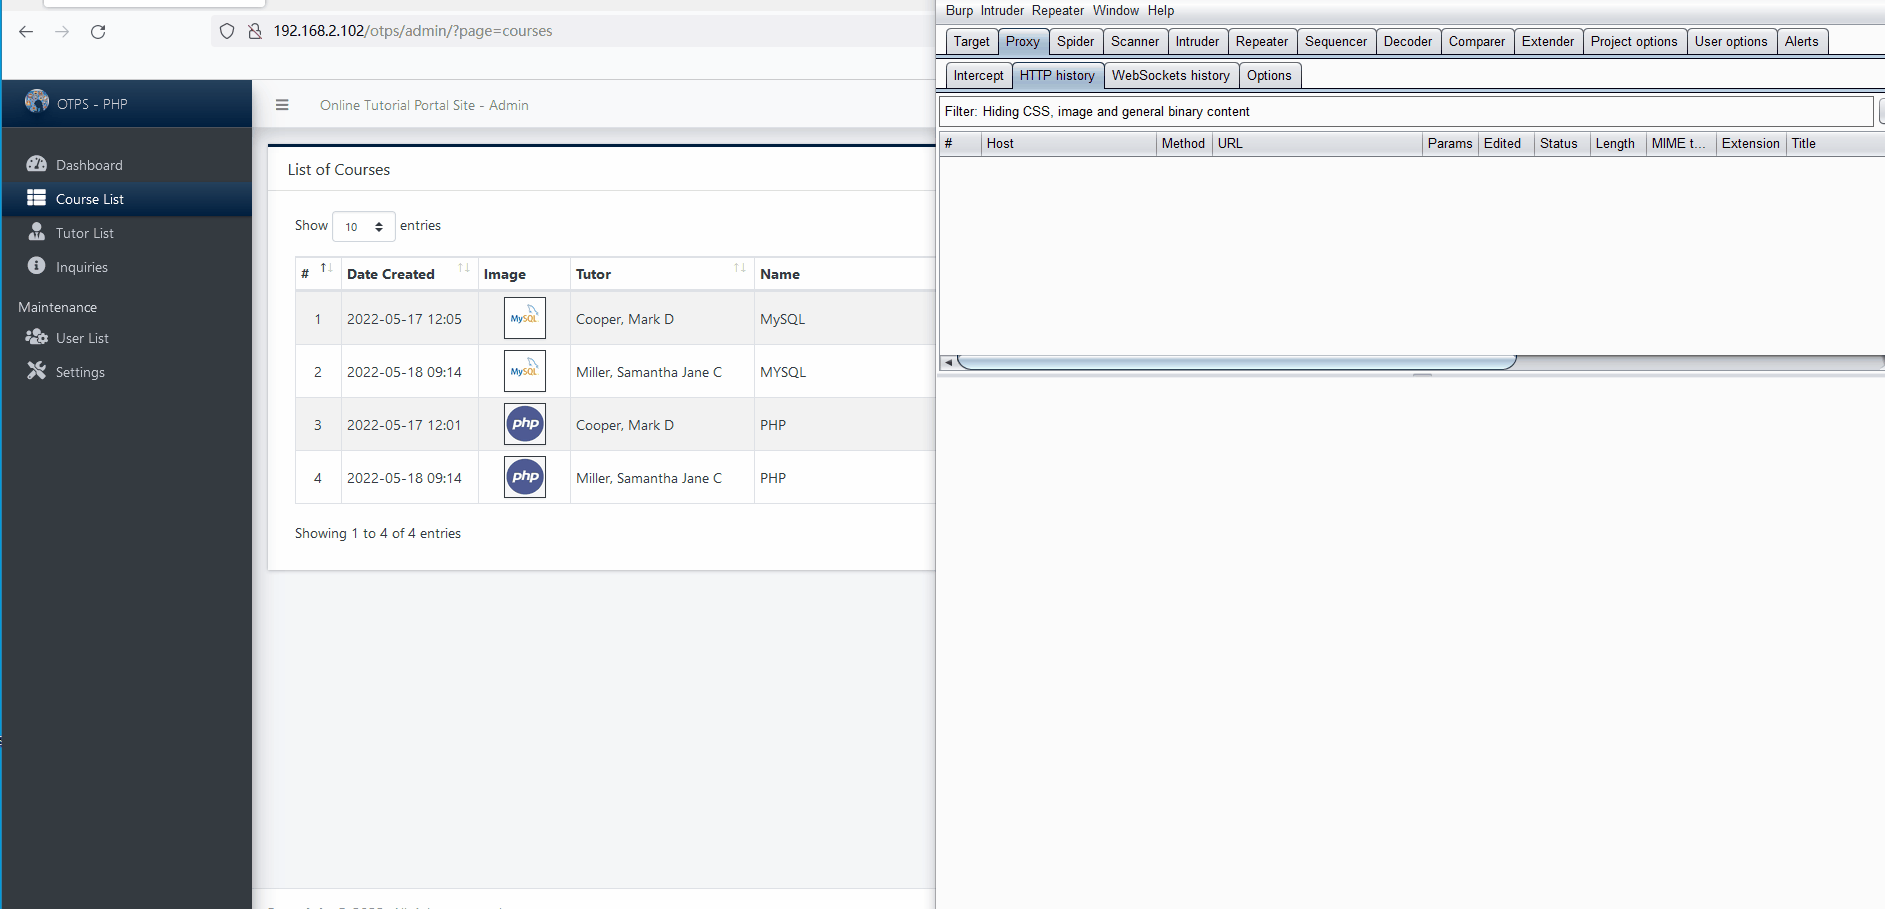 192.168.2.102/otps/admin/?page=courses
OTPS - PHP
Dashboard
Course List
Tutor List
Inquiries
Maintenance
User List
Settings
Online Tutorial Portal Site - Admin
List of Courses
Show 10 entries
# Date Created Image Tutor Name
1 2022-05-17 12:05 MySQL Cooper, Mark D MySQL
2 2022-05-18 09:14 MySQL Miller, Samantha Jane C MYSQL
3 2022-05-17 12:01 php Cooper, Mark D PHP
4 2022-05-18 09:14 php Miller, Samantha Jane C PHP
Showing 1 to 4 of 4 entries
Burp Intruder Repeater Window Help
Target Proxy Spider Scanner Intruder Repeater Sequencer Decoder Comparer Extender Project options User options Alerts
Intercept HTTP history WebSockets history Options
Filter: Hiding CSS, image and general binary content
# Host Method URL Params Edited Status Length MIME t... Extension Title